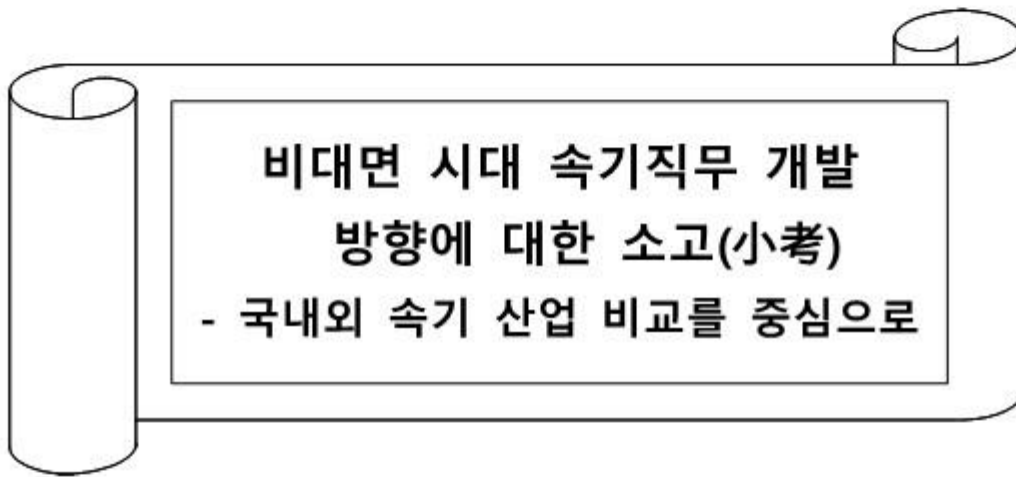 비대면 시대 속기직무 개발
방향에 대한 소고(小考)
- 국내외 속기 산업 비교를 중심으로